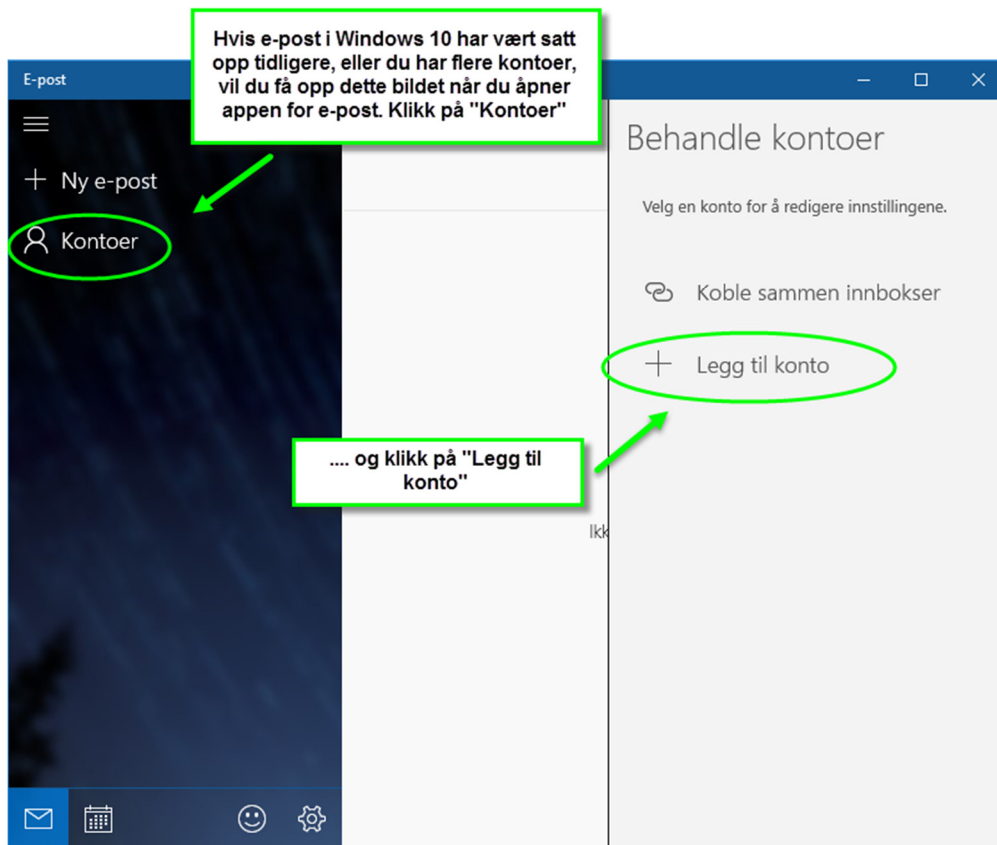 Hvis e-post i Windows 10 har vært satt
opp tidligere, eller du har flere kontoer,
vil du få opp dette bildet når du åpner
appen for e-post. Klikk på "Kontoer"
E-post
Ny e-post
Kontoer
Behandle kontoer
Velg en konto for å redigere innstillingene.
Koble sammen innbokser
Legg til konto
.... og klikk på "Legg til
konto"
Ikk